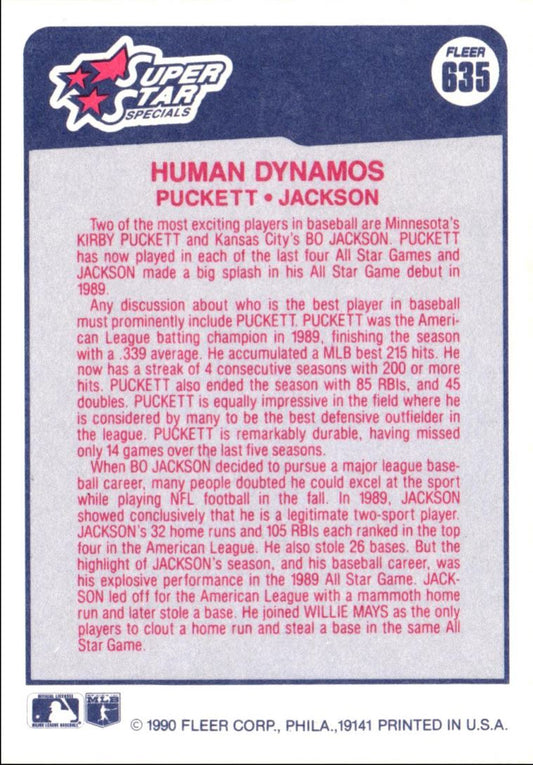 SUPER
STAR
SPECIALS
FLEER
635
HUMAN DYNAMOS
PUCKETT • JACKSON
Two of the most exciting players in baseball are Minnesota's
KIRBY PUCKETT and Kansas City's BO JACKSON. PUCKETT
has now played in each of the last four All Star Games and
JACKSON made a big splash in his All Star Game debut in
1989.
Any discussion about who is the best player in baseball
must prominently include PUCKETT. PUCKETT was the Ameri-
can League batting champion in 1989, finishing the season
with a .339 average. He accumulated a MLB best 215 hits. He
now has a streak of 4 consecutive seasons with 200 or more
hits. PUCKETT also ended the season with 85 RBIs, and 45
doubles. PUCKETT is equally impressive in the field where he
is considered by many to be the best defensive outfielder in
the league. PUCKETT is remarkably durable, having missed
only 14 games over the last five seasons.
When BO JACKSON decided to pursue a major league base-
ball career, many people doubted he could excel at the sport
while playing NFL football in the fall. In 1989, JACKSON
showed conclusively that he is a legitimate two-sport player.
JACKSON's 32 home runs and 105 RBIs each ranked in the top
four in the American League. He also stole 26 bases. But the
highlight of JACKSON's season, and his baseball career, was
his explosive performance in the 1989 All Star Game. JACK-
SON led off for the American League with a mammoth home
run and later stole a base. He joined WILLIE MAYS as the only
players to clout a home run and steal a base in the same All
Star Game.
OFFICIAL LICENSEE
MAJOR LEAGUE BASEBALL
MLB
© 1990 FLEER CORP., PHILA.,19141 PRINTED IN U.S.A.